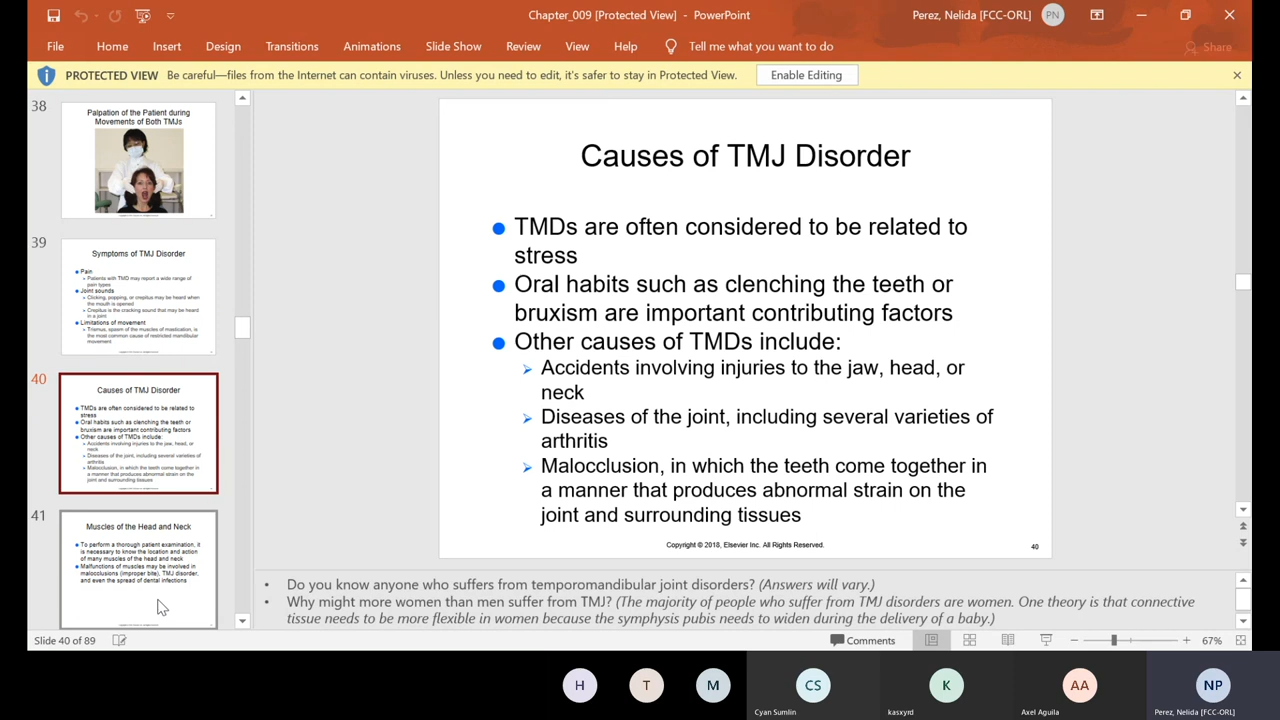 Chapter_009 [Protected View] - PowerPoint
Perez, Nelida [FCC-ORL]
PN
File Home Insert Design Transitions Animations Slide Show Review View Help Tell me what you want to do Share
PROTECTED VIEW Be careful—files from the Internet can contain viruses. Unless you need to edit, it's safer to stay in Protected View. Enable Editing
38
Palpation of the Patient during
Movements of Both TMJs
39
Symptoms of TMJ Disorder
Pain
Patients with TMD may report a wide range of
pain types
Joint sounds
Clicking, popping, or crepitus may be heard when
the mouth is opened
Crepitus is the cracking sound that may be heard
in a joint
Limitations of movement
Trismus, spasm of the muscles of mastication, is
the most common cause of restricted mandibular
movement
40
Causes of TMJ Disorder
TMDs are often considered to be related to
stress
Oral habits such as clenching the teeth or
bruxism are important contributing factors
Other causes of TMDs include:
Accidents involving injuries to the jaw, head, or
neck
Diseases of the joint, including several varieties of
arthritis
Malocclusion, in which the teeth come together in
a manner that produces abnormal strain on the
joint and surrounding tissues
41
Muscles of the Head and Neck
To perform a thorough patient examination, it
is necessary to know the location and action
of many muscles of the head and neck
Malfunctions of muscles may be involved in
malocclusions (improper bite), TMJ disorder,
and even the spread of dental infections
Causes of TMJ Disorder
TMDs are often considered to be related to
stress
Oral habits such as clenching the teeth or
bruxism are important contributing factors
Other causes of TMDs include:
Accidents involving injuries to the jaw, head, or
neck
Diseases of the joint, including several varieties of
arthritis
Malocclusion, in which the teeth come together in
a manner that produces abnormal strain on the
joint and surrounding tissues
Copyright © 2018, Elsevier Inc. All Rights Reserved.
40
• Do you know anyone who suffers from temporomandibular joint disorders? (Answers will vary.)
• Why might more women than men suffer from TMJ? (The majority of people who suffer from TMJ disorders are women. One theory is that connective
tissue needs to be more flexible in women because the symphysis pubis needs to widen during the delivery of a baby.)
Slide 40 of 89
Comments
67%
H
T
M
CS
Cyan Sumlin
K
kasxyrd
AA
Axel Aguila
NP
Perez, Nelida [FCC-ORL]